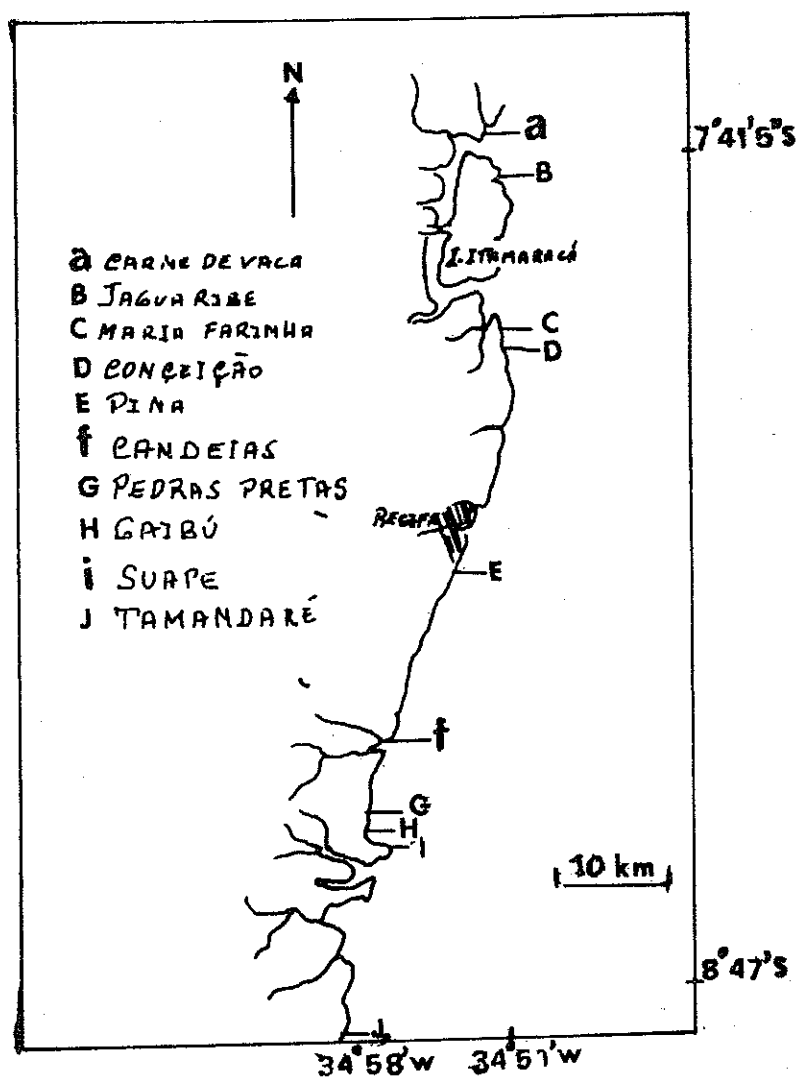 N
a
7°41'5"S
B
I. ITAMARACÁ
a CARNE DE VACA
B JAGUARIBE
C MARIA FARINHA
D CONÇEIÇÃO
E PINA
f CANDEIAS
G PEDRAS PRETAS
H GAIBÚ
i SUAPE
J TAMANDARÉ
C
D
RECIFE
E
f
G
H
I
10 km
8°47'S
J
34°58'W 34°51'W